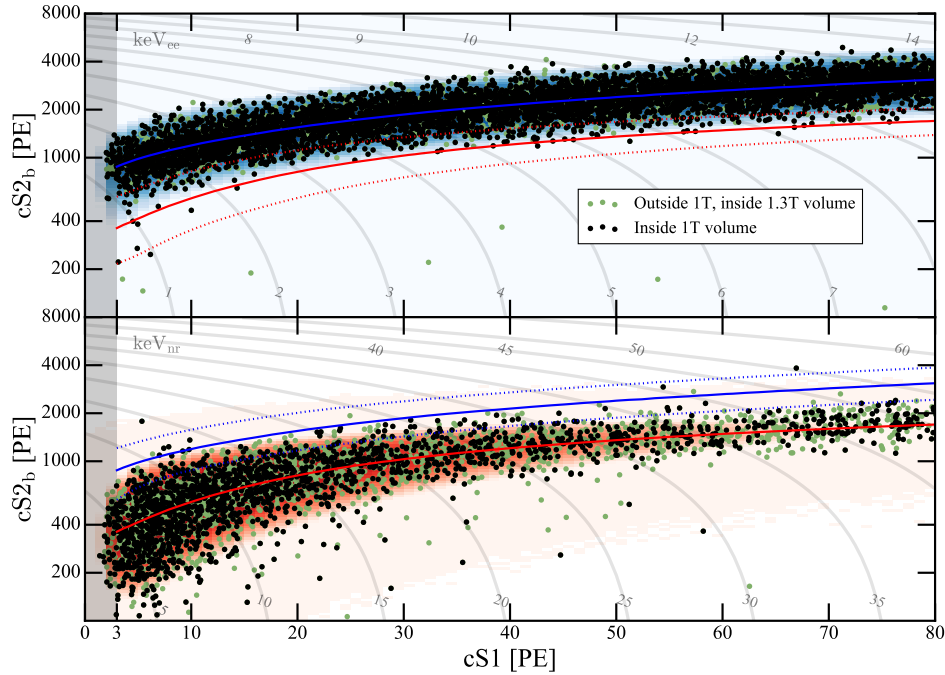 8000
4000
2000
1000
400
200
cS2b [PE]
keVee 8 9 10 12 14
Outside 1T, inside 1.3T volume
Inside 1T volume
1 2 3 4 5 6 7
8000
4000
2000
1000
400
200
cS2b [PE]
keVnr 40 45 50 60
5 10 15 20 25 30 35
0 3 10 20 30 40 50 60 70 80
cS1 [PE]